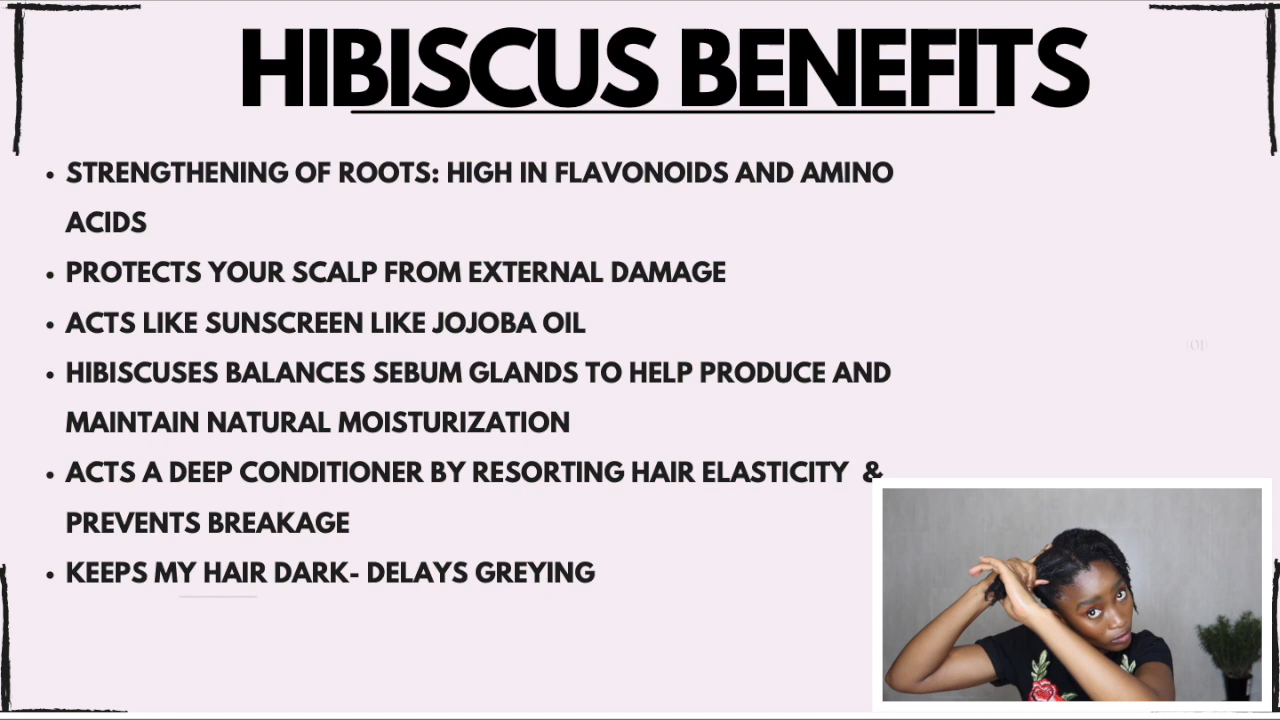 HIBISCUS BENEFITS
• STRENGTHENING OF ROOTS: HIGH IN FLAVONOIDS AND AMINO
ACIDS
• PROTECTS YOUR SCALP FROM EXTERNAL DAMAGE
• ACTS LIKE SUNSCREEN LIKE JOJOBA OIL
• HIBISCUSES BALANCES SEBUM GLANDS TO HELP PRODUCE AND
MAINTAIN NATURAL MOISTURIZATION
• ACTS A DEEP CONDITIONER BY RESORTING HAIR ELASTICITY &
PREVENTS BREAKAGE
• KEEPS MY HAIR DARK- DELAYS GREYING